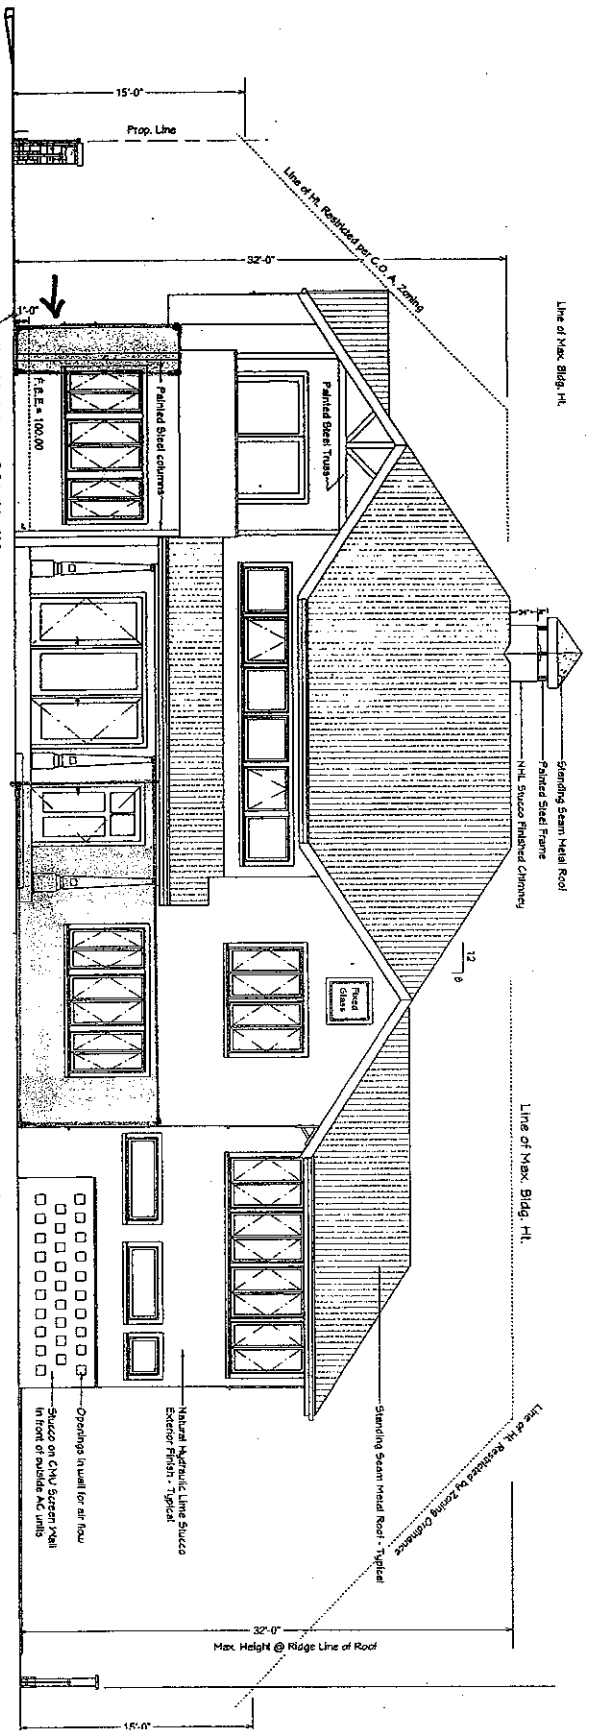 15'-0"
Prop. Line
Line of Ht. Restricted per C.O.A. Zoning
32'-0"
Line of Max. Bldg. Ht.
1'-0"
F.F.E = 100.00
Painted Steel columns
Painted Steel Truss
Standing Seam Metal Roof
Painted Steel Frame
NHL Stucco Finished Chimney
12
8
Fixed
Glass
Line of Max. Bldg. Ht.
Line of Ht. Restricted by Zoning Ordinance
Standing Seam Metal Roof - Typical
Natural Hydraulic Lime Stucco
Exterior Finish - Typical
Openings in wall for air flow
Stucco on CMU Screen Wall
in front of outside AC units
32'-0"
Max. Height @ Ridge Line of Roof
15'-0"